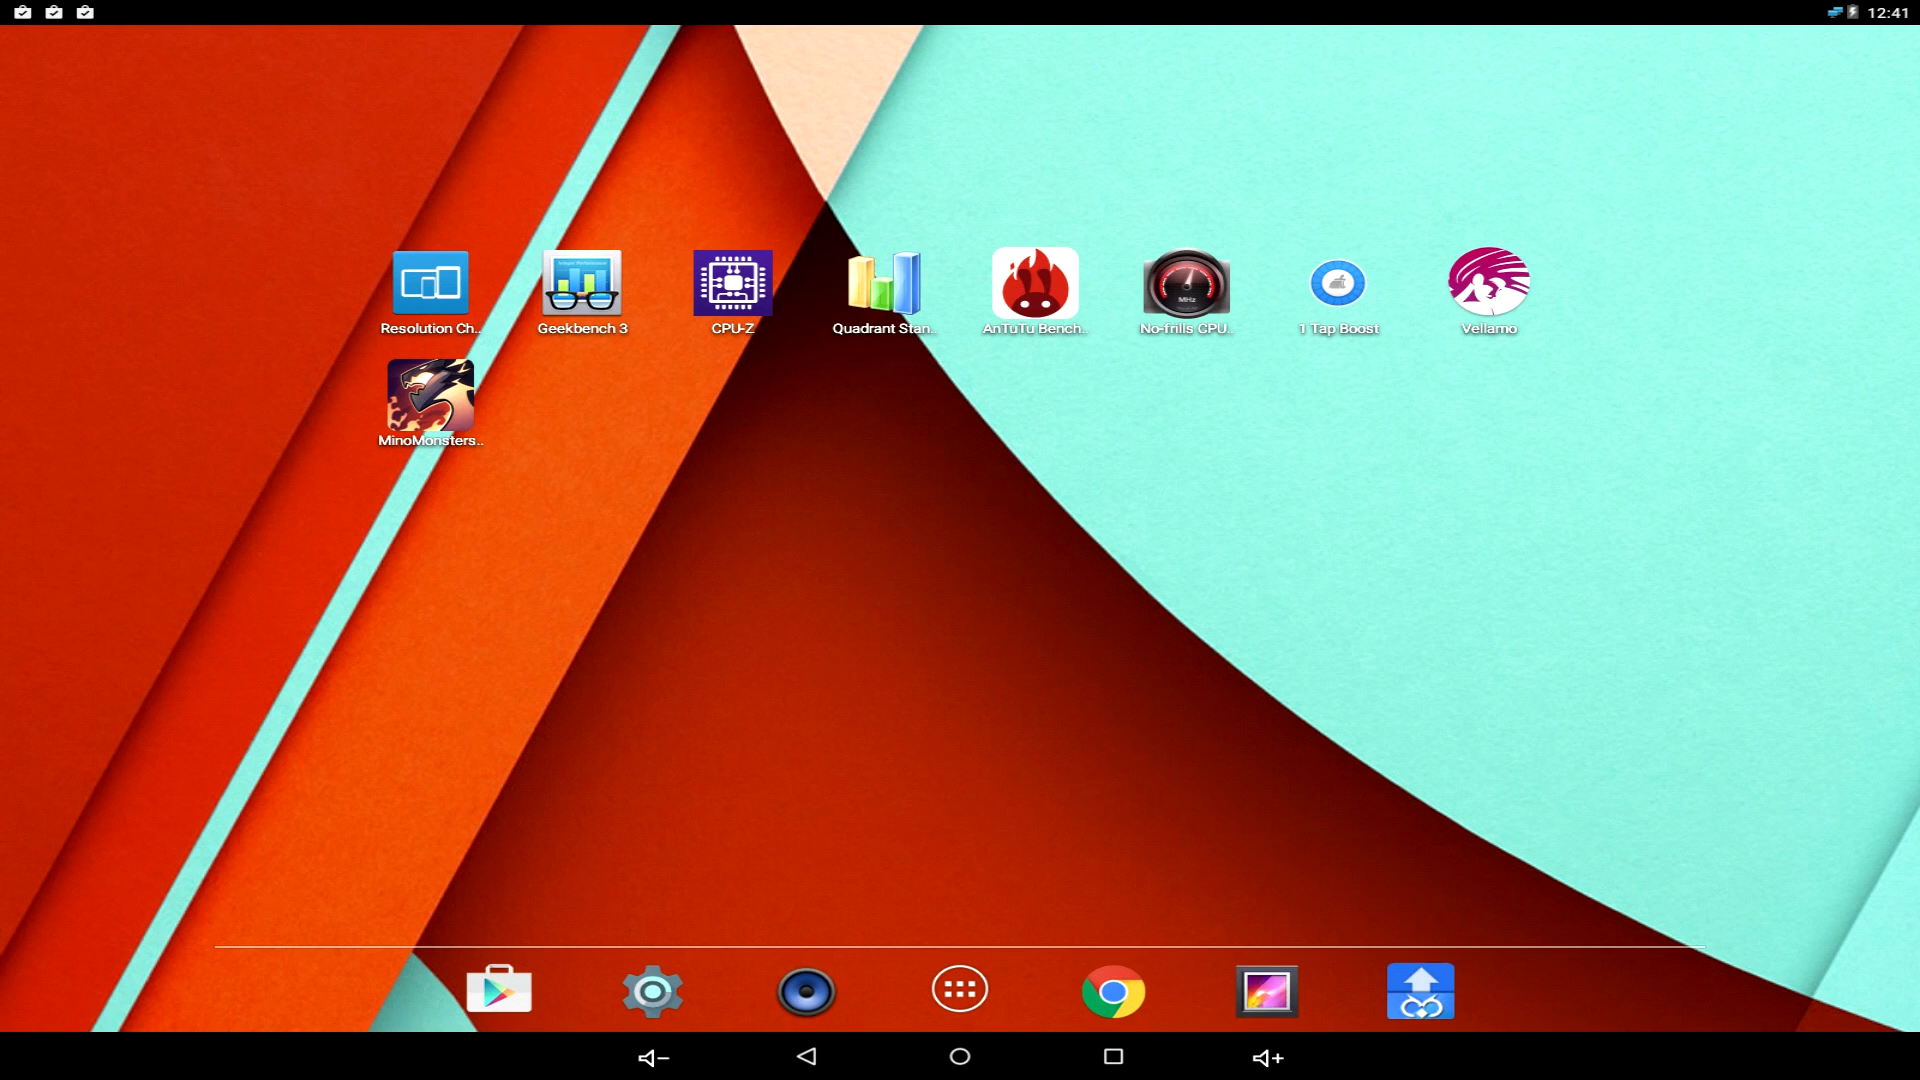 12:41
Resolution Ch..
Geekbench 3
CPU-Z
Quadrant Stan..
AnTuTu Bench..
MHz
No-frills CPU..
1 Tap Boost
Vellamo
MinoMonsters..